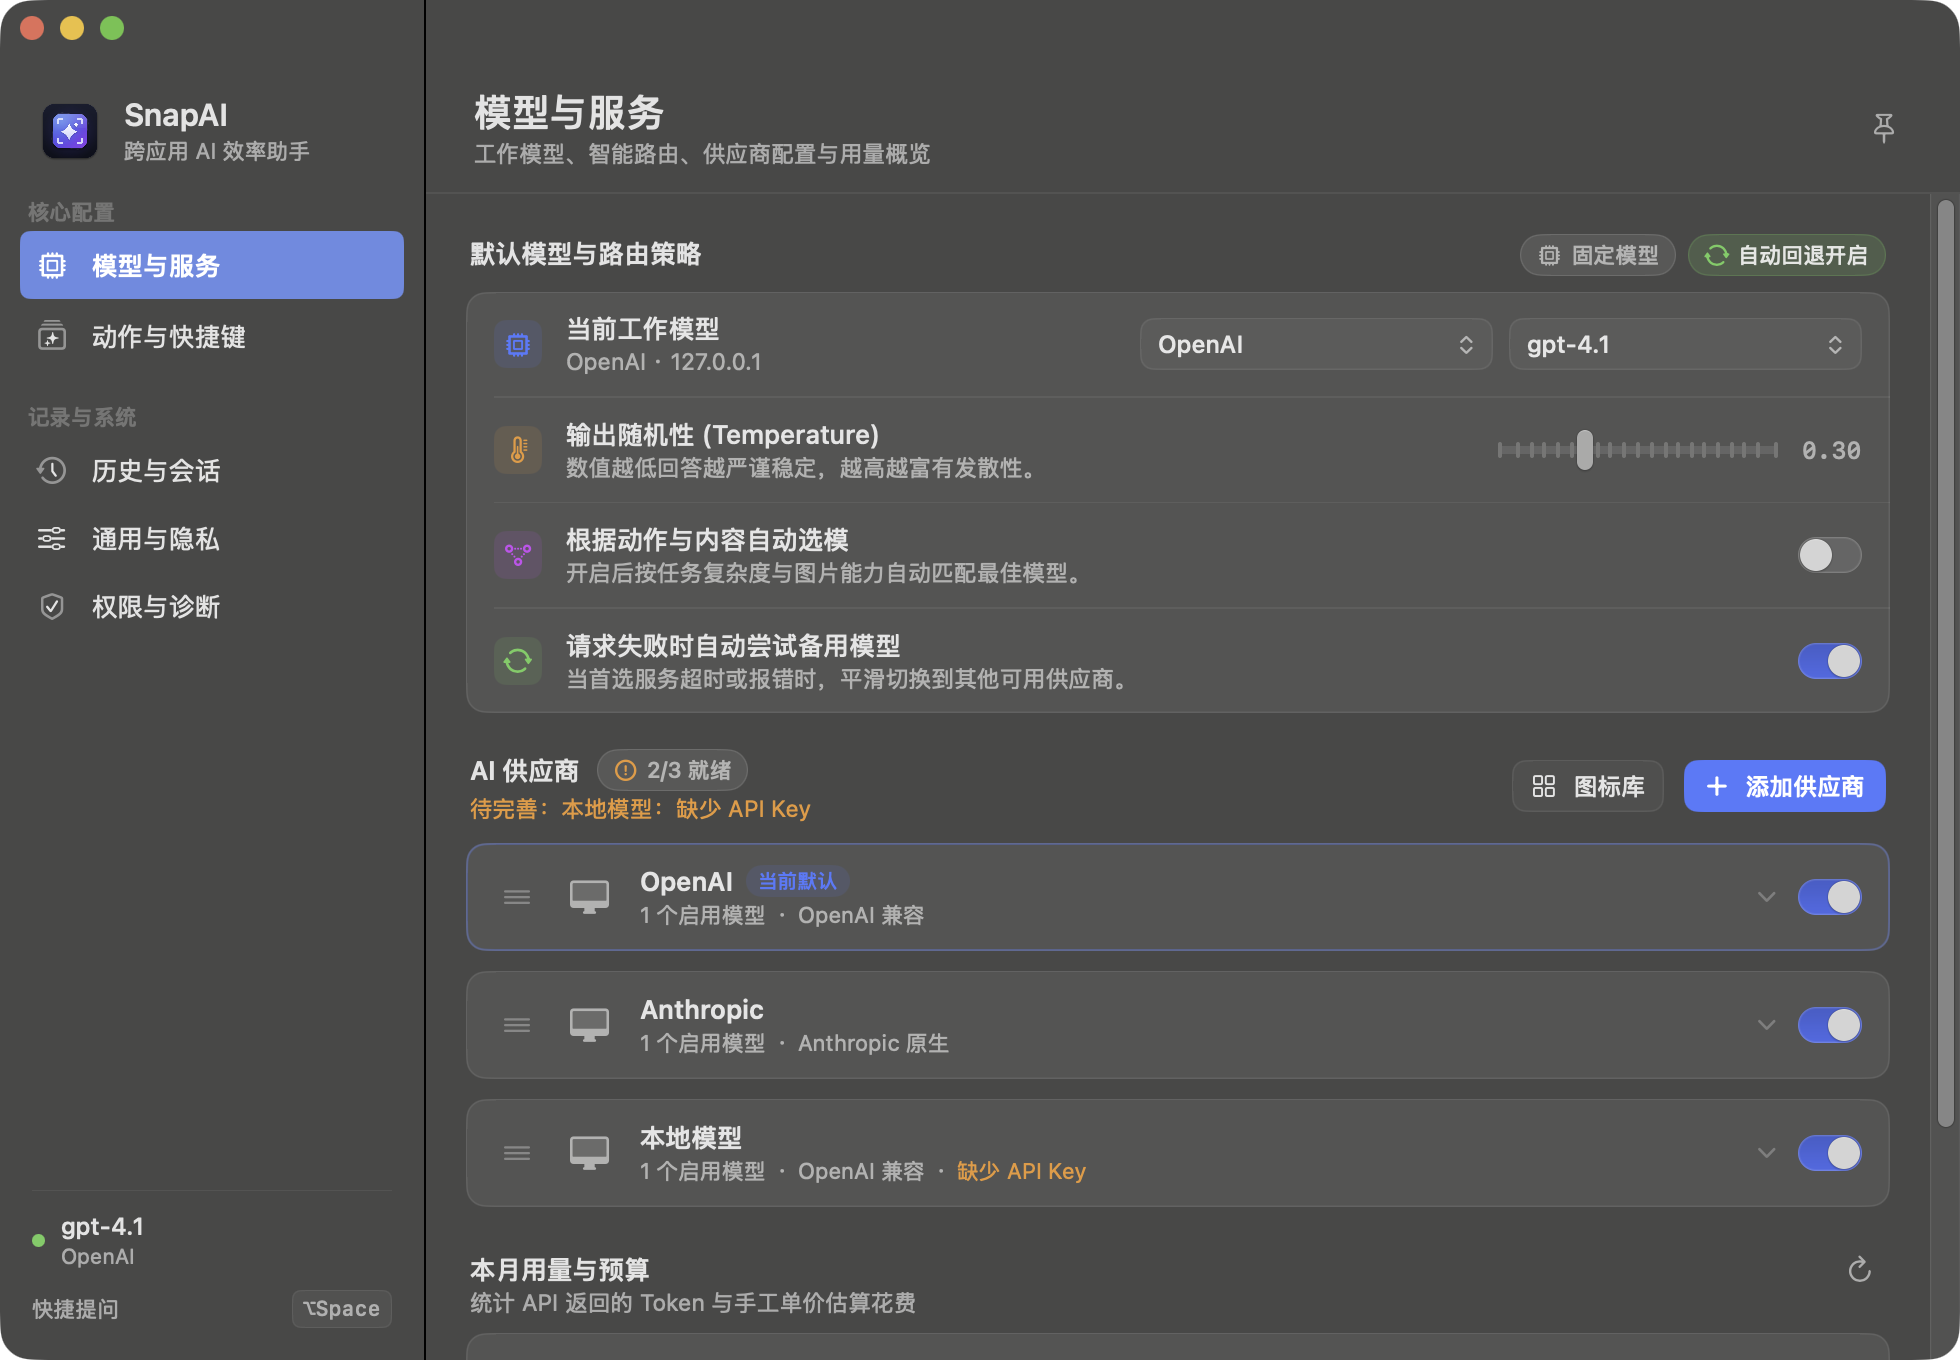 SnapAI
跨应用 AI 效率助手
核心配置
模型与服务
动作与快捷键
记录与系统
历史与会话
通用与隐私
权限与诊断
gpt-4.1
OpenAI
快捷提问
⌥Space
模型与服务
工作模型、智能路由、供应商配置与用量概览
默认模型与路由策略
固定模型
自动回退开启
当前工作模型
OpenAI · 127.0.0.1
OpenAI
gpt-4.1
输出随机性 (Temperature)
数值越低回答越严谨稳定，越高越富有发散性。
0.30
根据动作与内容自动选模
开启后按任务复杂度与图片能力自动匹配最佳模型。
请求失败时自动尝试备用模型
当首选服务超时或报错时，平滑切换到其他可用供应商。
AI 供应商
2/3 就绪
待完善：本地模型：缺少 API Key
图标库
添加供应商
OpenAI 当前默认
1 个启用模型 · OpenAI 兼容
Anthropic
1 个启用模型 · Anthropic 原生
本地模型
1 个启用模型 · OpenAI 兼容 · 缺少 API Key
本月用量与预算
统计 API 返回的 Token 与手工单价估算花费